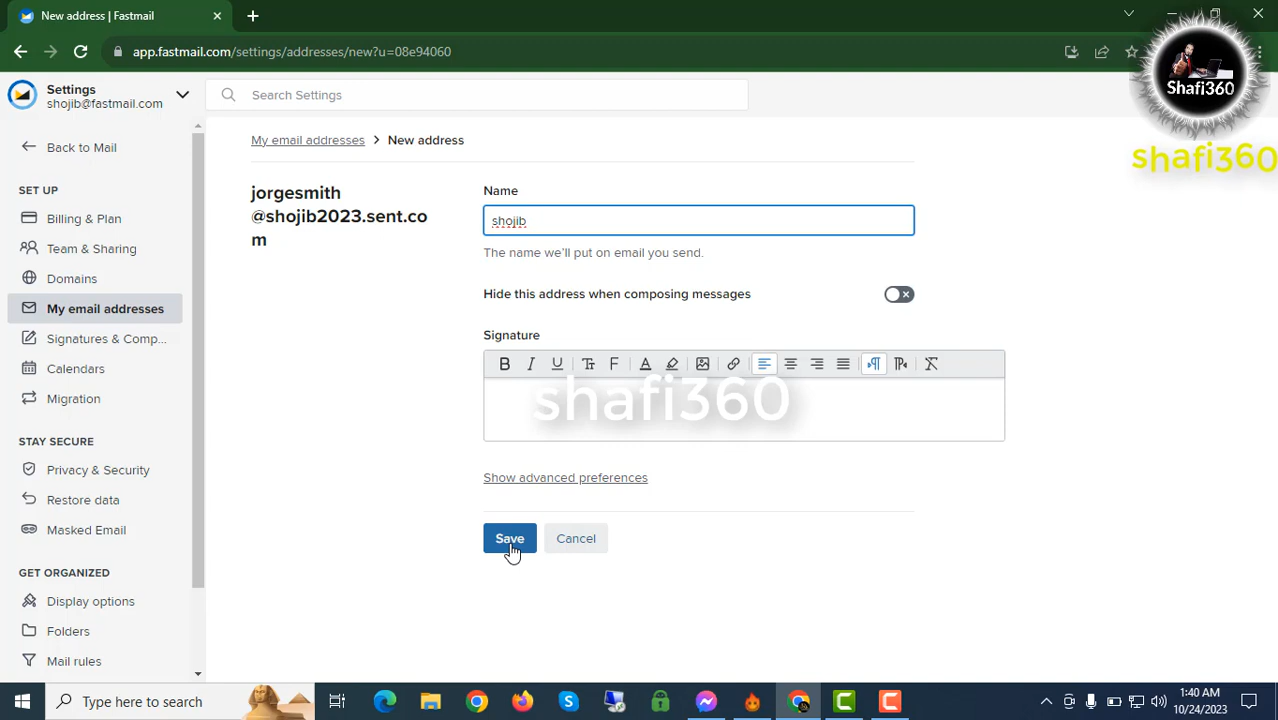 New address | Fastmail
app.fastmail.com/settings/addresses/new?u=08e94060
Shafi360
shafi360
Settings
shojib@fastmail.com
Search Settings
Back to Mail
SET UP
Billing & Plan
Team & Sharing
Domains
My email addresses
Signatures & Comp...
Calendars
Migration
STAY SECURE
Privacy & Security
Restore data
Masked Email
GET ORGANIZED
Display options
Folders
Mail rules
My email addresses > New address
jorgesmith
@shojib2023.sent.co
m
Name
shojib
The name we'll put on email you send.
Hide this address when composing messages
Signature
shafi360
Show advanced preferences
Save
Cancel
Type here to search
1:40 AM
10/24/2023